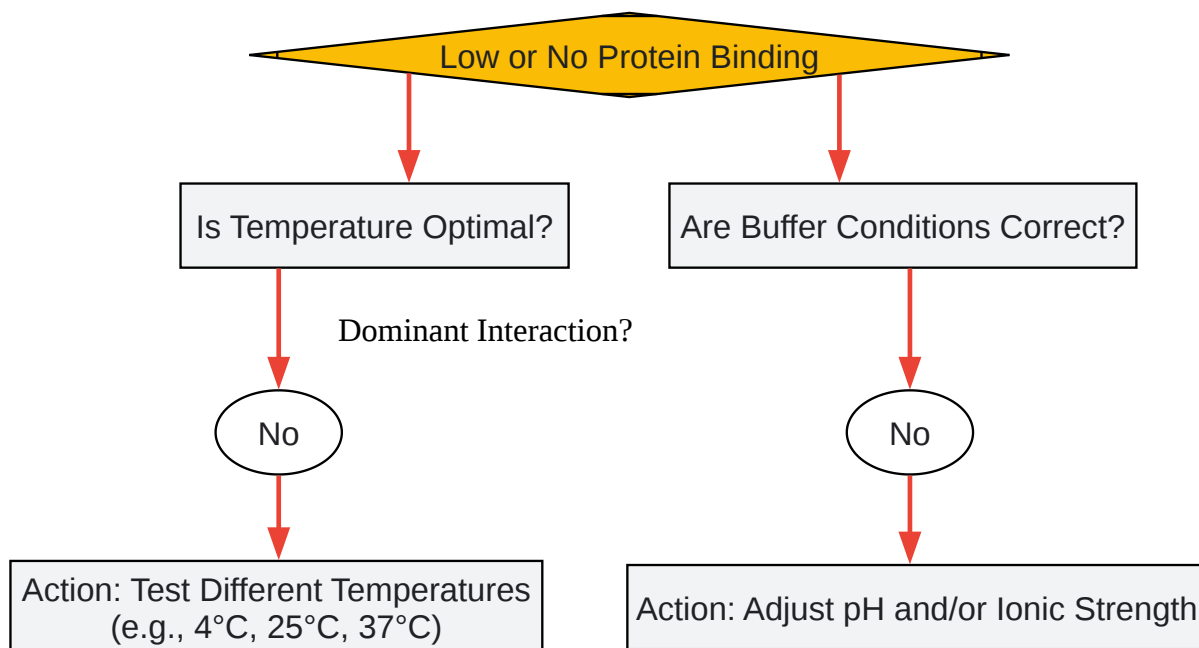 Low or No Protein Binding
Is Temperature Optimal?
Are Buffer Conditions Correct?
Dominant Interaction?
No
No
Action: Test Different Temperatures
(e.g., 4°C, 25°C, 37°C)
Action: Adjust pH and/or Ionic Strength